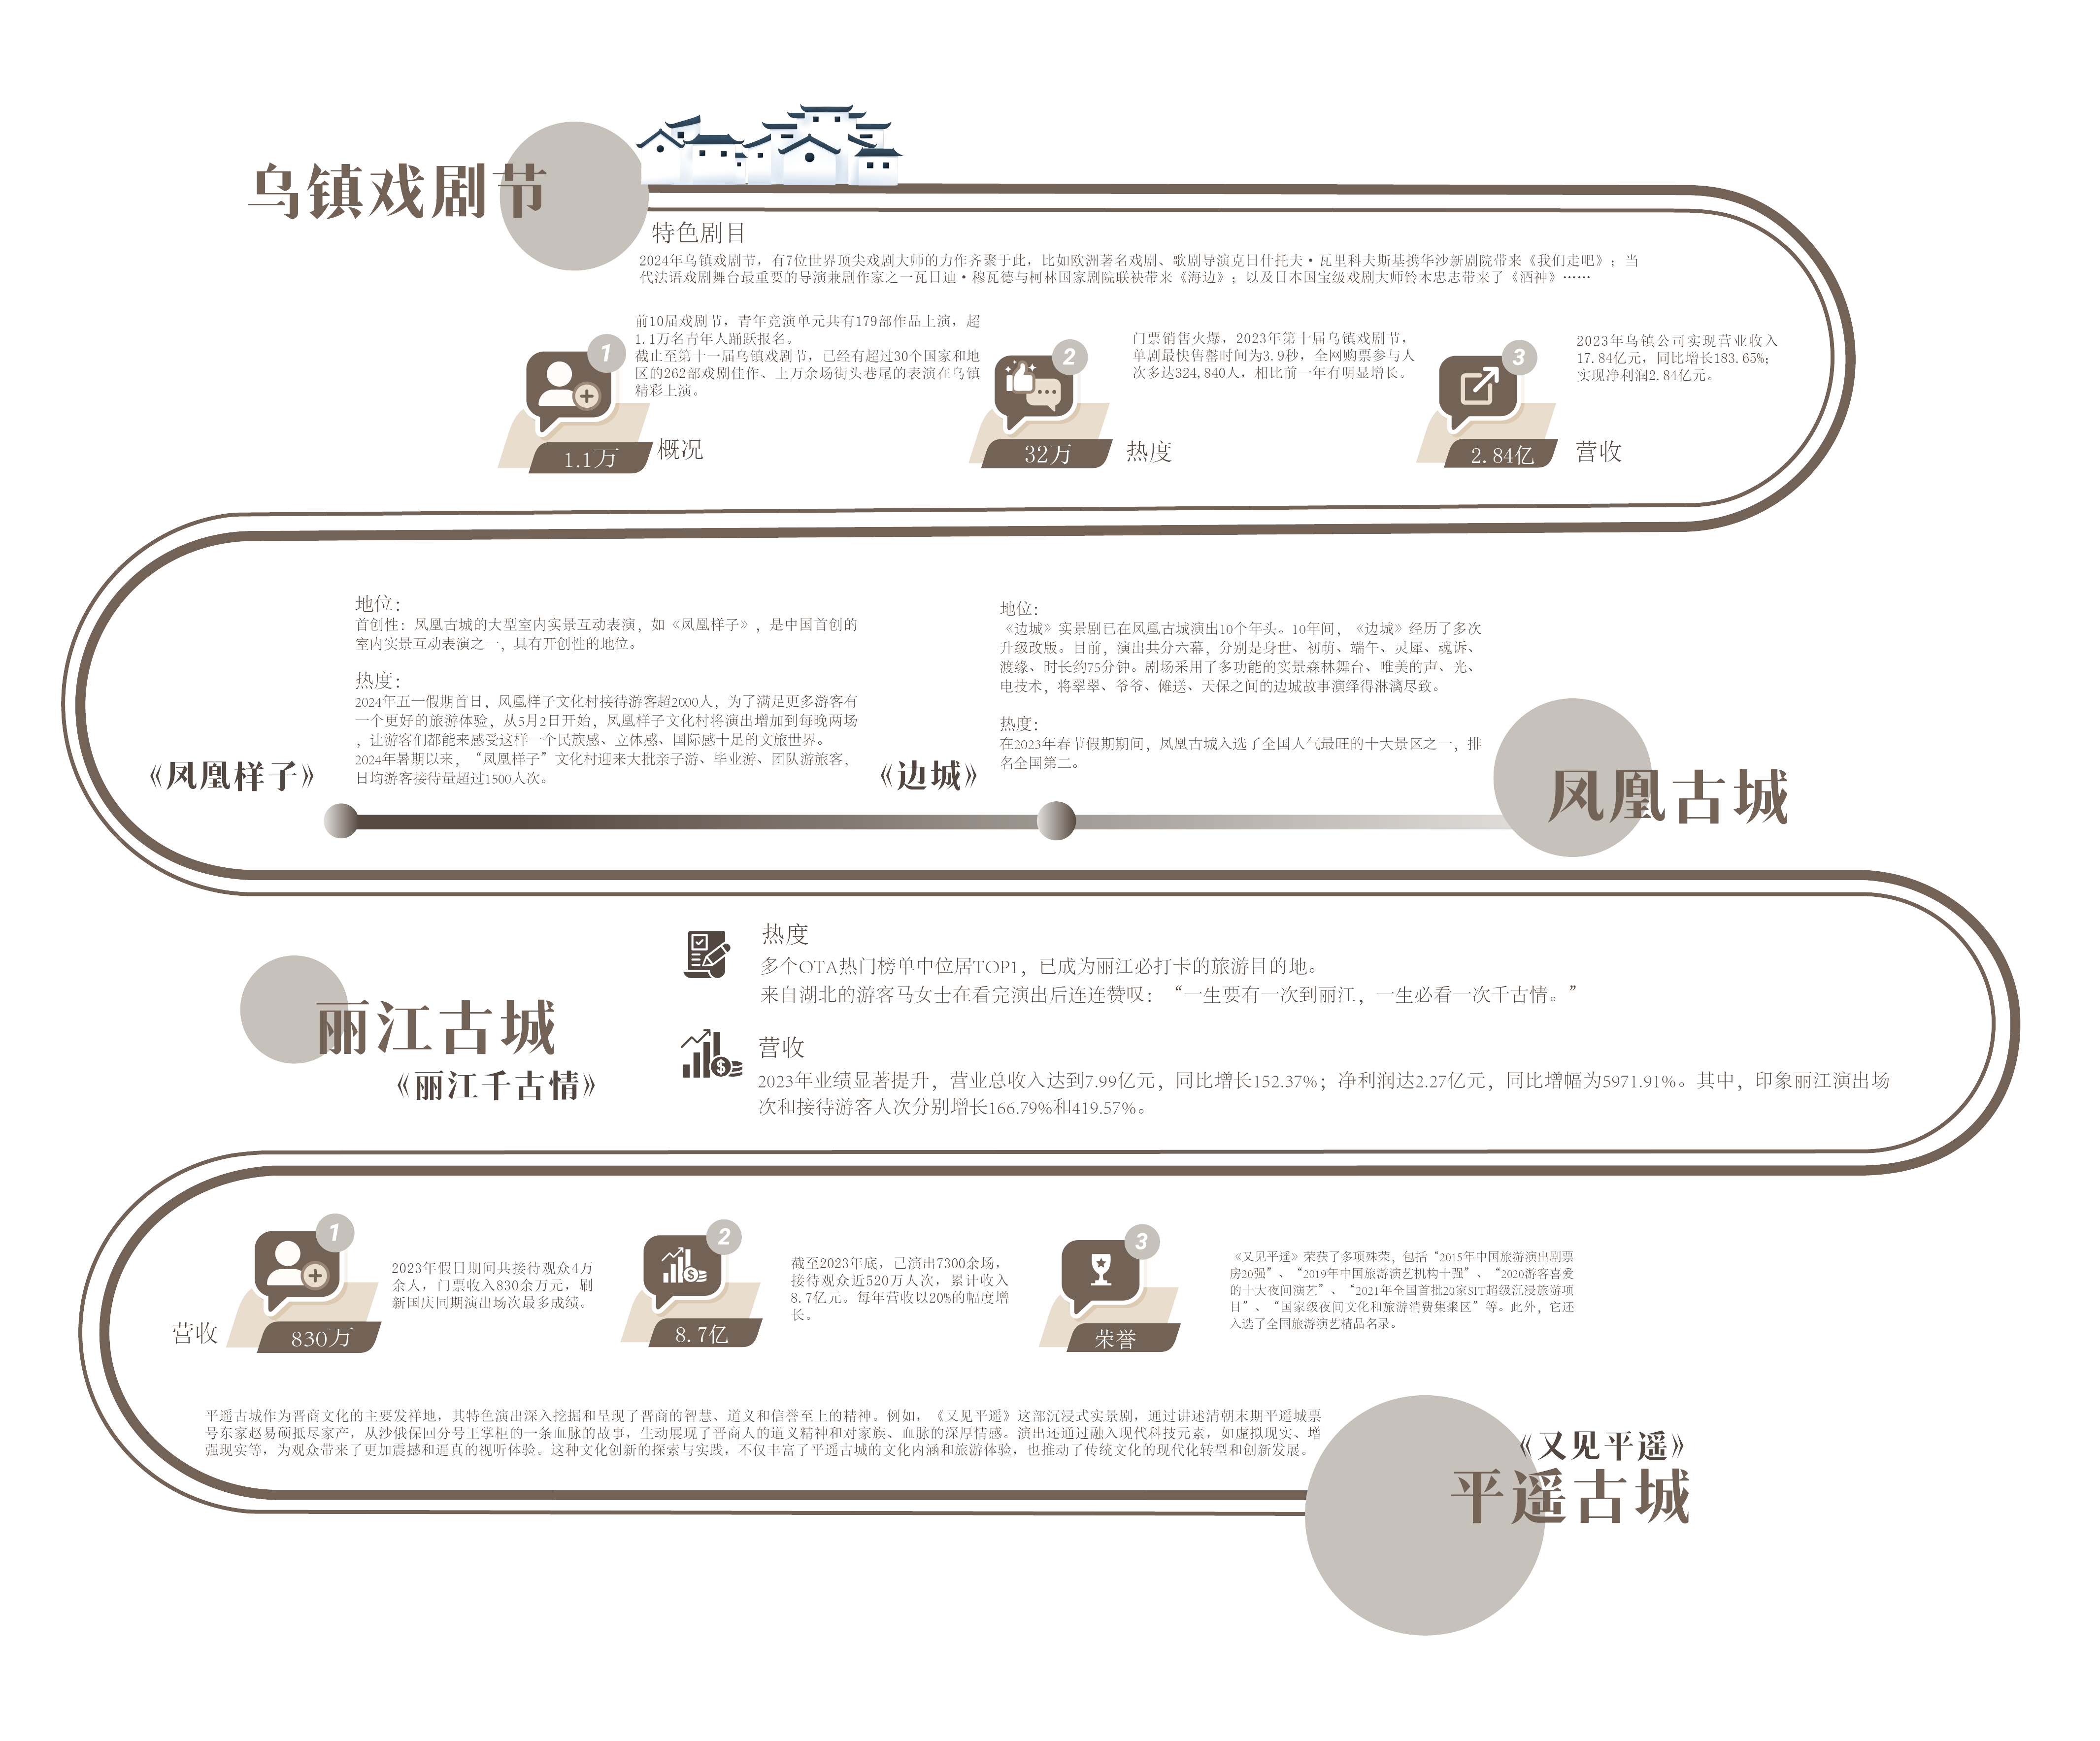 乌镇戏剧节
特色剧目
2024年乌镇戏剧节，有7位世界顶尖戏剧大师的力作齐聚于此，比如欧洲著名戏剧、歌剧导演克日什托夫·瓦里科夫斯基携华沙新剧院带来《我们走吧》；当
代法语戏剧舞台最重要的导演兼剧作家之一瓦日迪·穆瓦德与柯林国家剧院联袂带来《海边》；以及日本国宝级戏剧大师铃木忠志带来了《酒神》……
1
前10届戏剧节，青年竞演单元共有179部作品上演，超
1.1万名青年人踊跃报名。
截止至第十一届乌镇戏剧节，已经有超过30个国家和地
区的262部戏剧佳作、上万余场街头巷尾的表演在乌镇
精彩上演。
1.1万
概况
2
门票销售火爆，2023年第十届乌镇戏剧节，
单剧最快售罄时间为3.9秒，全网购票参与人
次多达324,840人，相比前一年有明显增长。
32万
热度
3
2023年乌镇公司实现营业收入
17.84亿元，同比增长183.65%；
实现净利润2.84亿元。
2.84亿
营收
地位：
首创性：凤凰古城的大型室内实景互动表演，如《凤凰样子》，是中国首创的
室内实景互动表演之一，具有开创性的地位。
热度：
2024年五一假期首日，凤凰样子文化村接待游客超2000人，为了满足更多游客有
一个更好的旅游体验，从5月2日开始，凤凰样子文化村将演出增加到每晚两场
，让游客们都能来感受这样一个民族感、立体感、国际感十足的文旅世界。
2024年暑期以来，“凤凰样子”文化村迎来大批亲子游、毕业游、团队游旅客，
日均游客接待量超过1500人次。
《凤凰样子》
地位：
《边城》实景剧已在凤凰古城演出10个年头。10年间，《边城》经历了多次
升级改版。目前，演出共分六幕，分别是身世、初萌、端午、灵犀、魂诉、
渡缘、时长约75分钟。剧场采用了多功能的实景森林舞台、唯美的声、光、
电技术，将翠翠、爷爷、傩送、天保之间的边城故事演绎得淋漓尽致。
热度：
在2023年春节假期期间，凤凰古城入选了全国人气最旺的十大景区之一，排
名全国第二。
《边城》
凤凰古城
丽江古城
《丽江千古情》
热度
多个OTA热门榜单中位居TOP1，已成为丽江必打卡的旅游目的地。
来自湖北的游客马女士在看完演出后连连赞叹：“一生要有一次到丽江，一生必看一次千古情。”
营收
2023年业绩显著提升，营业总收入达到7.99亿元，同比增长152.37%；净利润达2.27亿元，同比增幅为5971.91%。其中，印象丽江演出场
次和接待游客人次分别增长166.79%和419.57%。
营收
1
830万
2023年假日期间共接待观众4万
余人，门票收入830余万元，刷
新国庆同期演出场次最多成绩。
2
8.7亿
截至2023年底，已演出7300余场，
接待观众近520万人次，累计收入
8.7亿元。每年营收以20%的幅度增
长。
3
荣誉
《又见平遥》荣获了多项殊荣，包括“2015年中国旅游演出剧票
房20强”、“2019年中国旅游演艺机构十强”、“2020游客喜爱
的十大夜间演艺”、“2021年全国首批20家SIT超级沉浸旅游项
目”、“国家级夜间文化和旅游消费集聚区”等。此外，它还
入选了全国旅游演艺精品名录。
平遥古城作为晋商文化的主要发祥地，其特色演出深入挖掘和呈现了晋商的智慧、道义和信誉至上的精神。例如，《又见平遥》这部沉浸式实景剧，通过讲述清朝末期平遥城票
号东家赵易硕抵尽家产，从沙俄保回分号王掌柜的一条血脉的故事，生动展现了晋商人的道义精神和对家族、血脉的深厚情感。演出还通过融入现代科技元素，如虚拟现实、增
强现实等，为观众带来了更加震撼和逼真的视听体验。这种文化创新的探索与实践，不仅丰富了平遥古城的文化内涵和旅游体验，也推动了传统文化的现代化转型和创新发展。
《又见平遥》
平遥古城